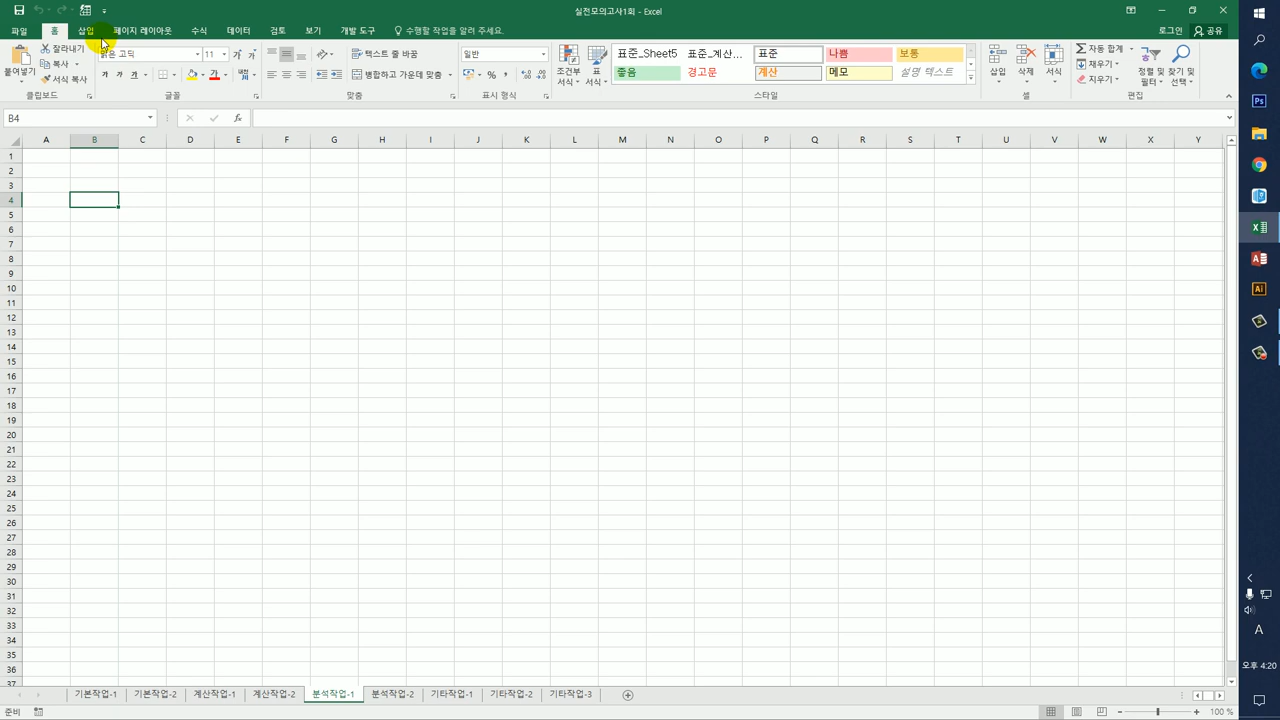 실전모의고사1회 - Excel
파일 홈 삽입 페이지 레이아웃 수식 데이터 검토 보기 개발 도구 수행할 작업을 알려 주세요. 로그인 공유
붙여넣기 잘라내기 복사 서식 복사 클립보드
맑은 고딕 11 가 가 가 가 가 글꼴
텍스트 줄 바꿈 병합하고 가운데 맞춤 맞춤
일반 % , 표시 형식
조건부 서식 표 서식
표준_Sheet5 표준_계산... 표준 나쁨 보통
좋음 경고문 계산 메모 설명 텍스트
스타일
삽입 삭제 서식 셀
자동 합계 채우기 지우기 정렬 및 필터 찾기 및 선택 편집
B4 fx
A B C D E F G H I J K L M N O P Q R S T U V W X Y
1
2
3
4
5
6
7
8
9
10
11
12
13
14
15
16
17
18
19
20
21
22
23
24
25
26
27
28
29
30
31
32
33
34
35
36
37
기본작업-1 기본작업-2 계산작업-1 계산작업-2 분석작업-1 분석작업-2 기타작업-1 기타작업-2 기타작업-3
준비 100 %
Ps
Ai
A
오후 4:20